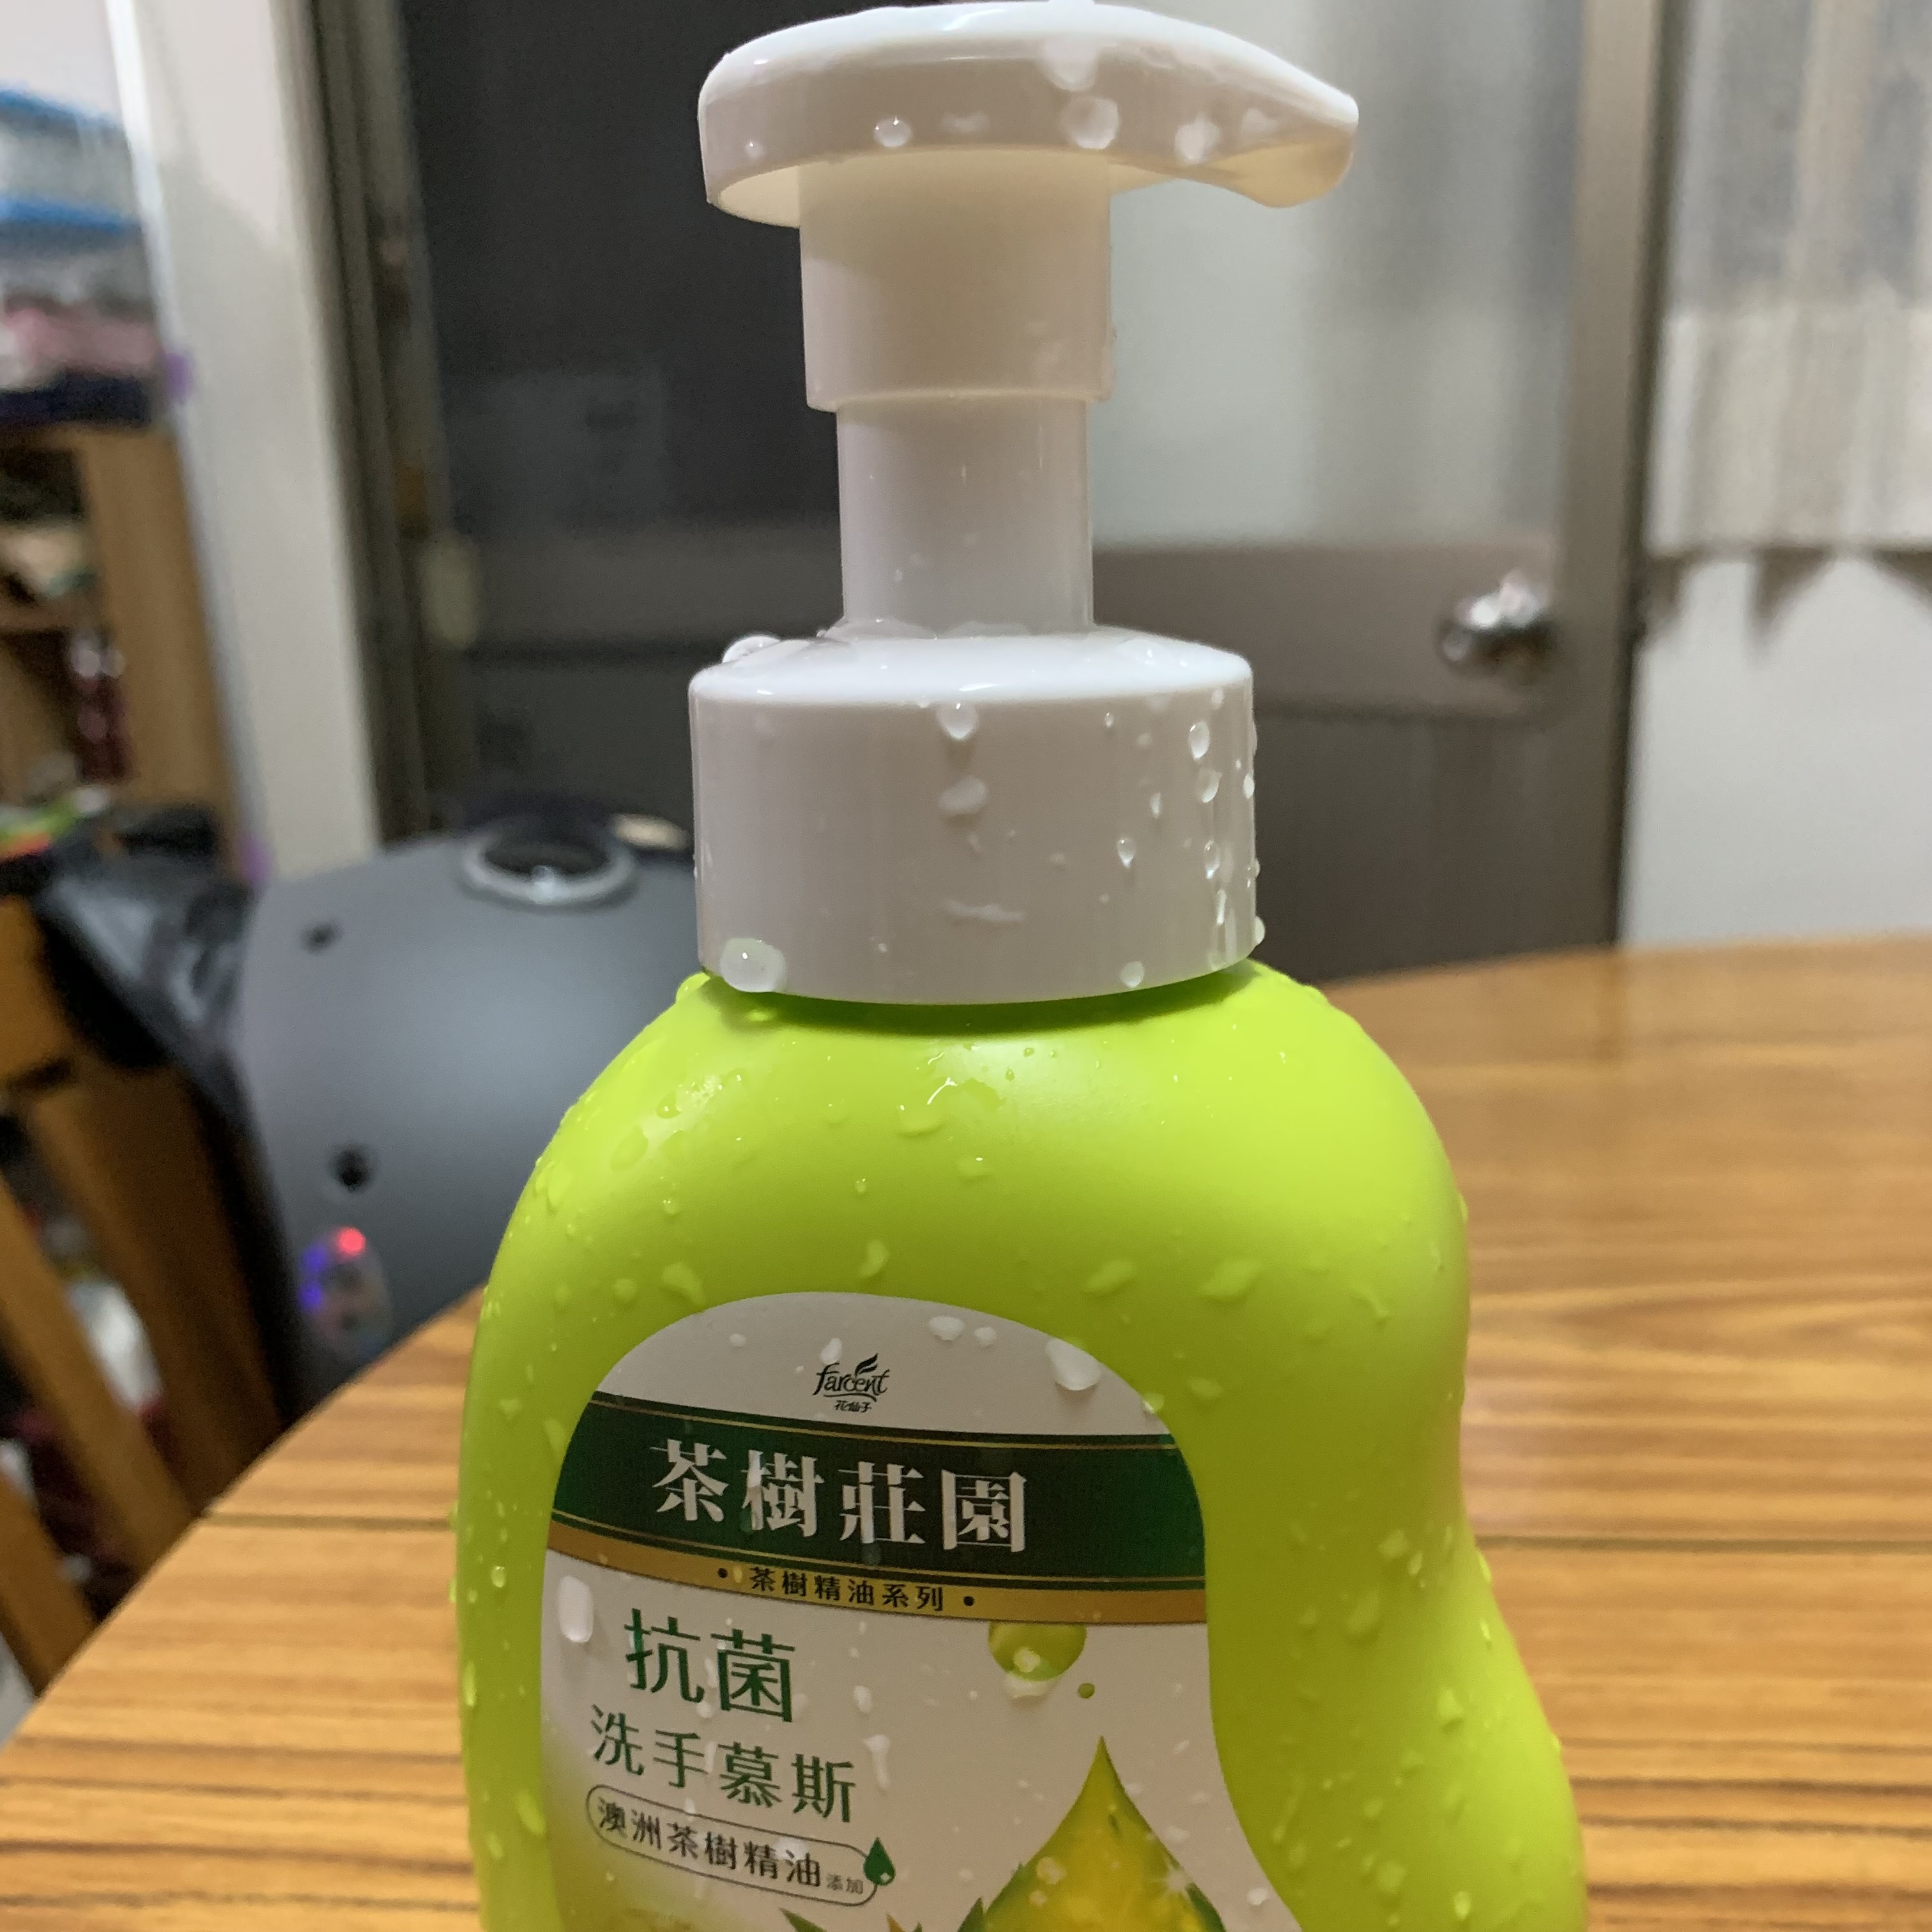 farcent
花仙子
茶樹莊園
• 茶樹精油系列 •
抗菌
洗手慕斯
澳洲茶樹精油添加